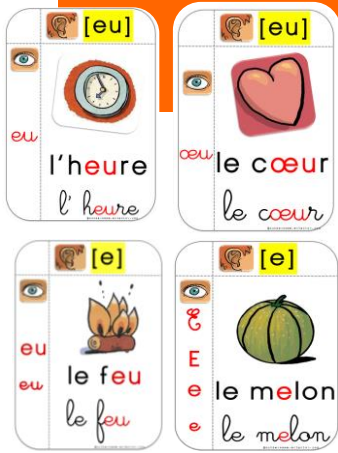 [eu]
eu
l'heure
l'heure
[eu]
œu
le cœur
le cœur
[e]
eu
eu
le feu
le feu
[e]
E
E
e
e
le melon
le melon